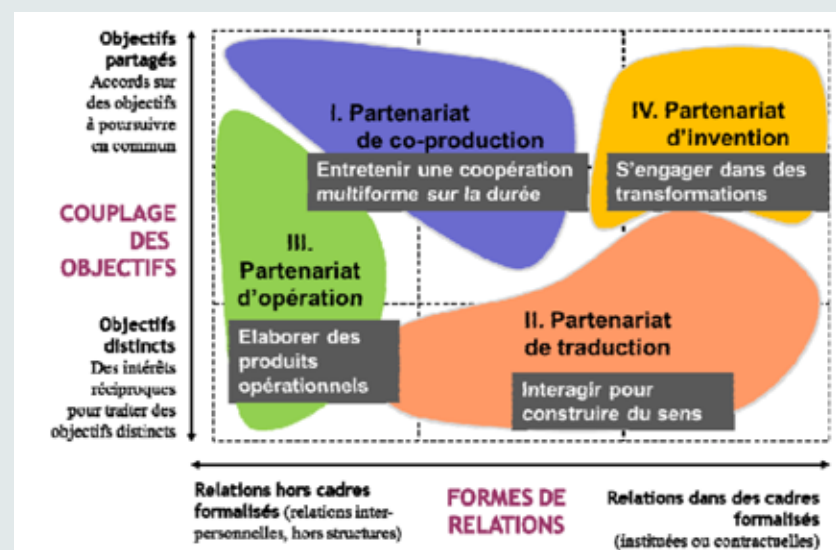 Objectifs
partagés
Accords sur
des objectifs
à poursuivre
en commun
COUPLAGE
DES
OBJECTIFS
Objectifs
distincts
Des intérêts
réciproques
pour traiter des
objectifs distincts
I. Partenariat
de co-production
Entretenir une coopération
multiforme sur la durée
IV. Partenariat
d'invention
S'engager dans des
transformations
III.
Partenariat
d'opération
Elaborer des
produits
opérationnels
II. Partenariat
de traduction
Interagir pour
construire du sens
Relations hors cadres
formalisés (relations inter-
personnelles, hors structures)
FORMES DE
RELATIONS
Relations dans des cadres
formalisés
(instituées ou contractuelles)